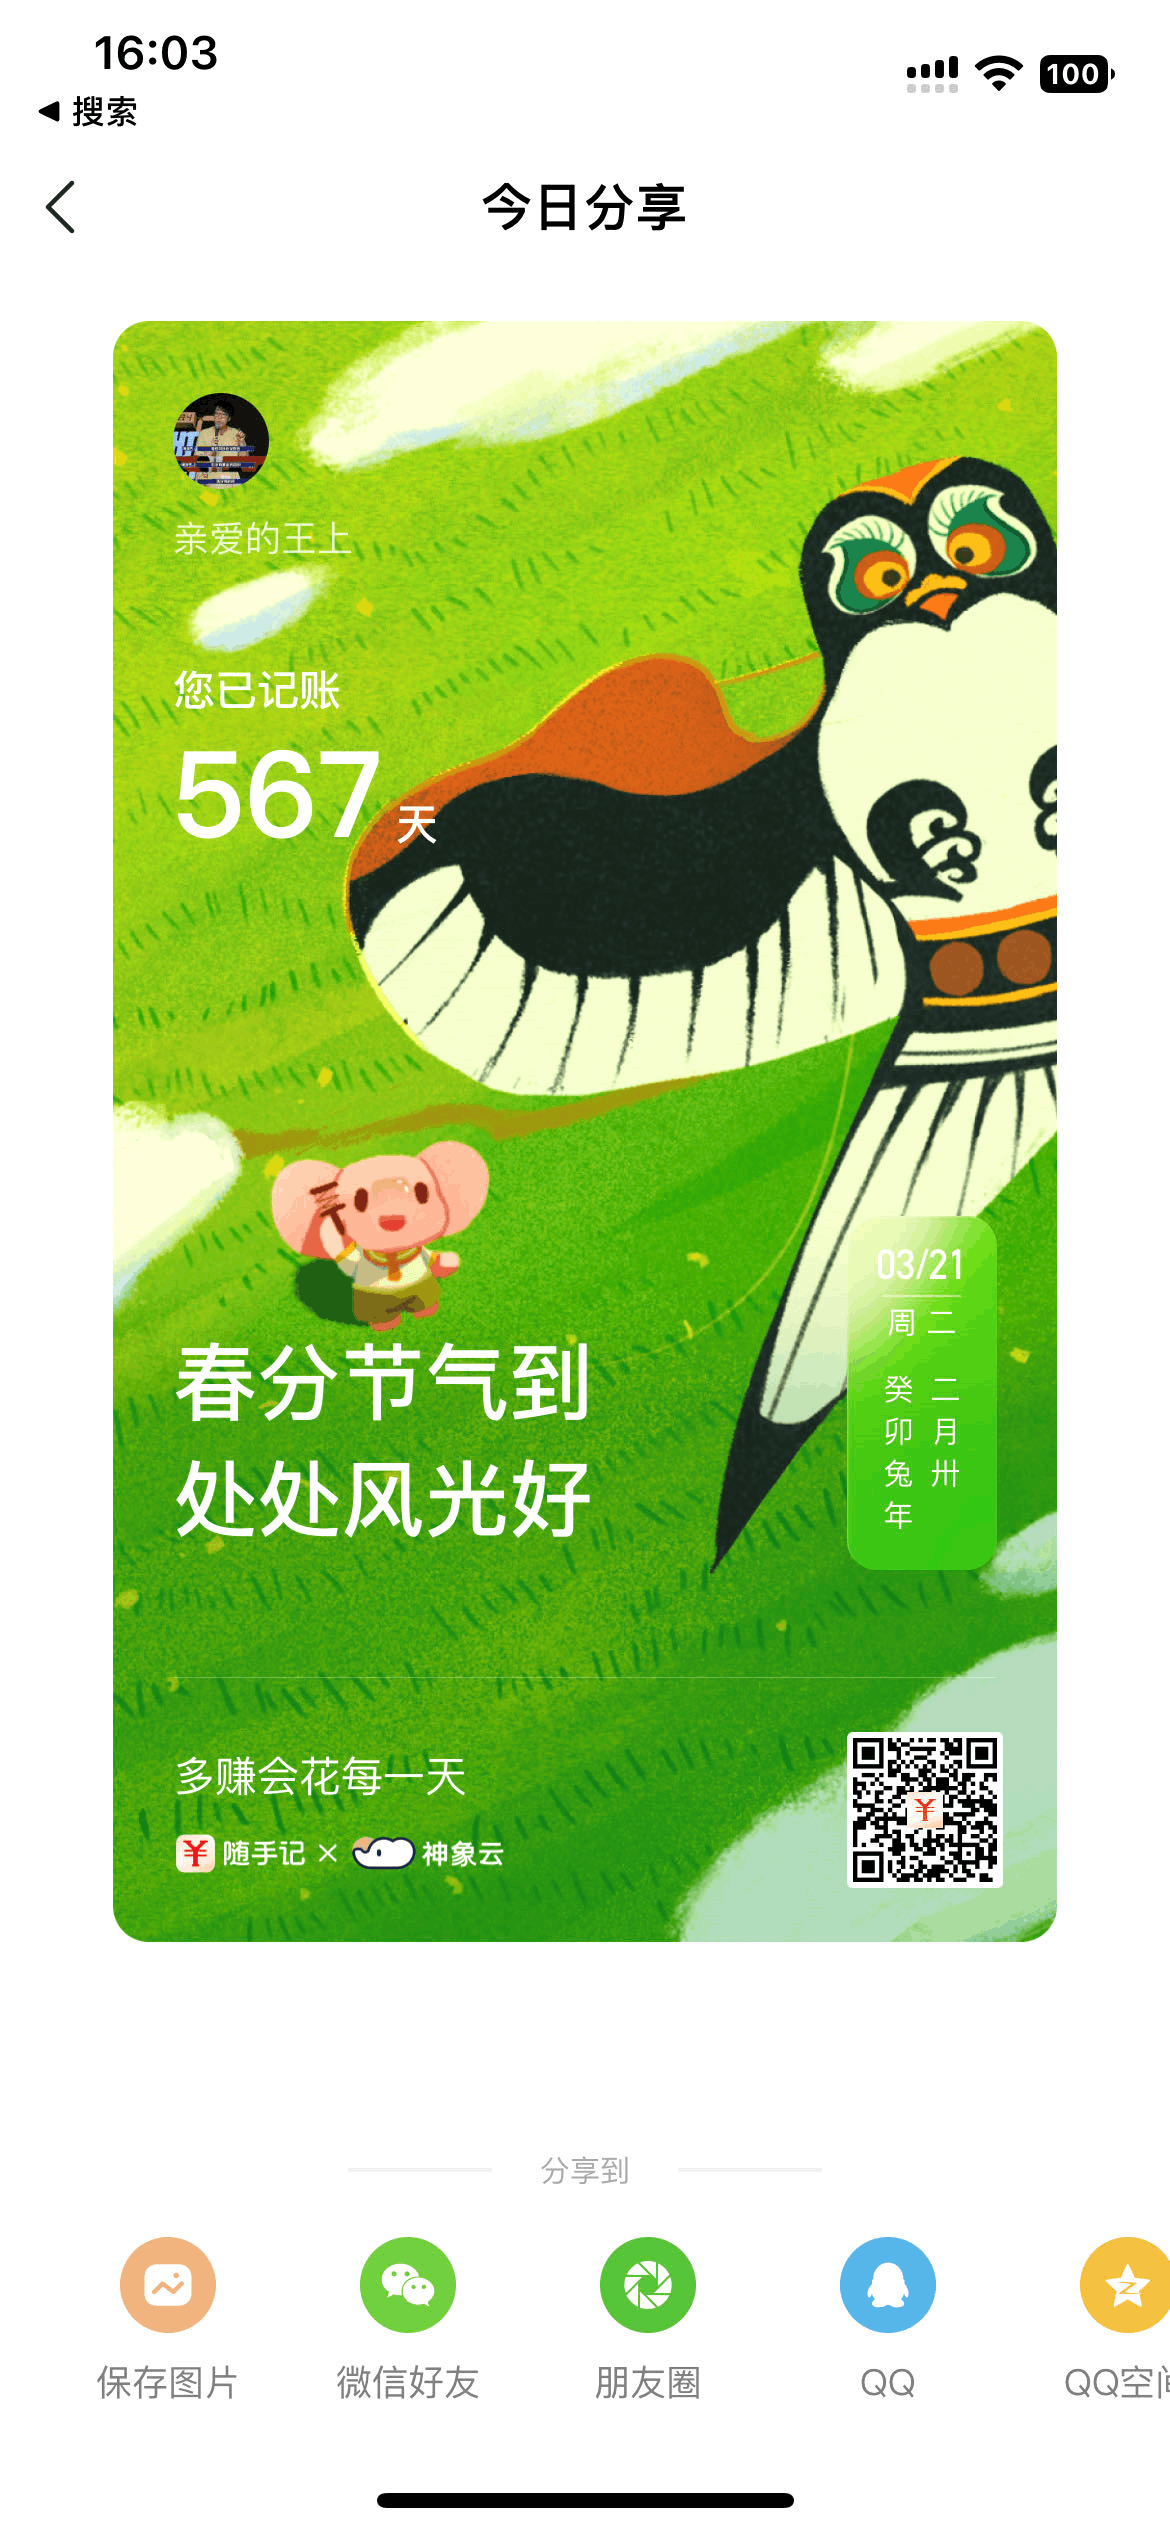 16:03
100
◀ 搜索
今日分享
亲爱的王上
您已记账
567 天
03/21
周二
癸卯兔年
二月卅
春分节气到
处处风光好
多赚会花每一天
随手记 × 神象云
分享到
保存图片
微信好友
朋友圈
QQ
QQ空